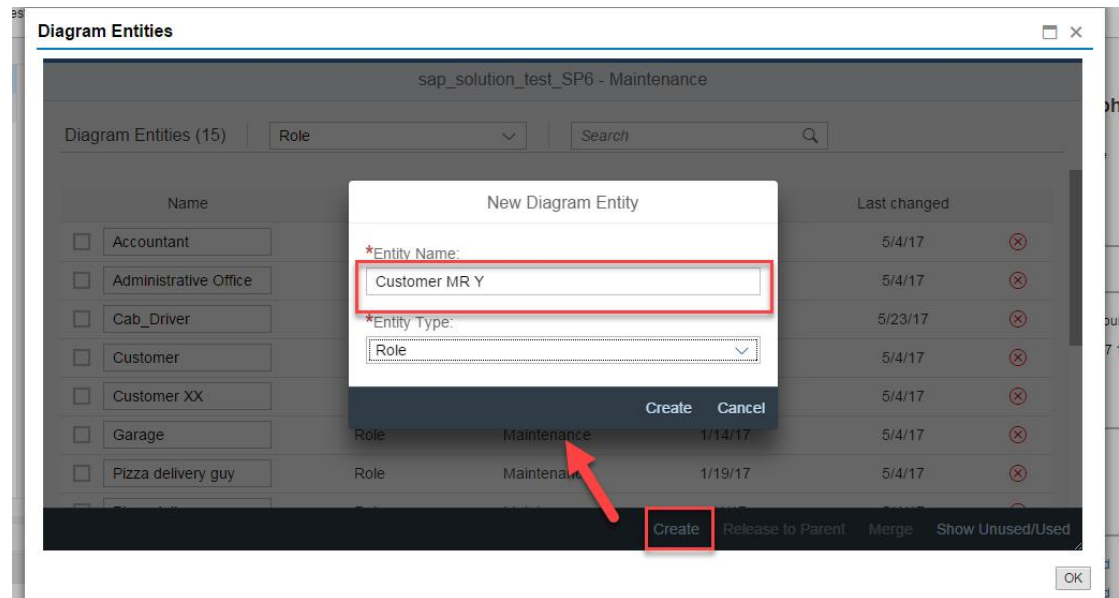 Diagram Entities
sap_solution_test_SP6 - Maintenance
Diagram Entities (15) Role Search
Name Last changed
New Diagram Entity
*Entity Name:
Customer MR Y
*Entity Type:
Role
Create Cancel
Accountant 5/4/17
Administrative Office 5/4/17
Cab_Driver 5/23/17
Customer 5/4/17
Customer XX 5/4/17
Garage Role Maintenance 1/14/17 5/4/17
Pizza delivery guy Role 1/19/17 5/4/17
Create Release to Parent Merge Show Unused/Used
OK